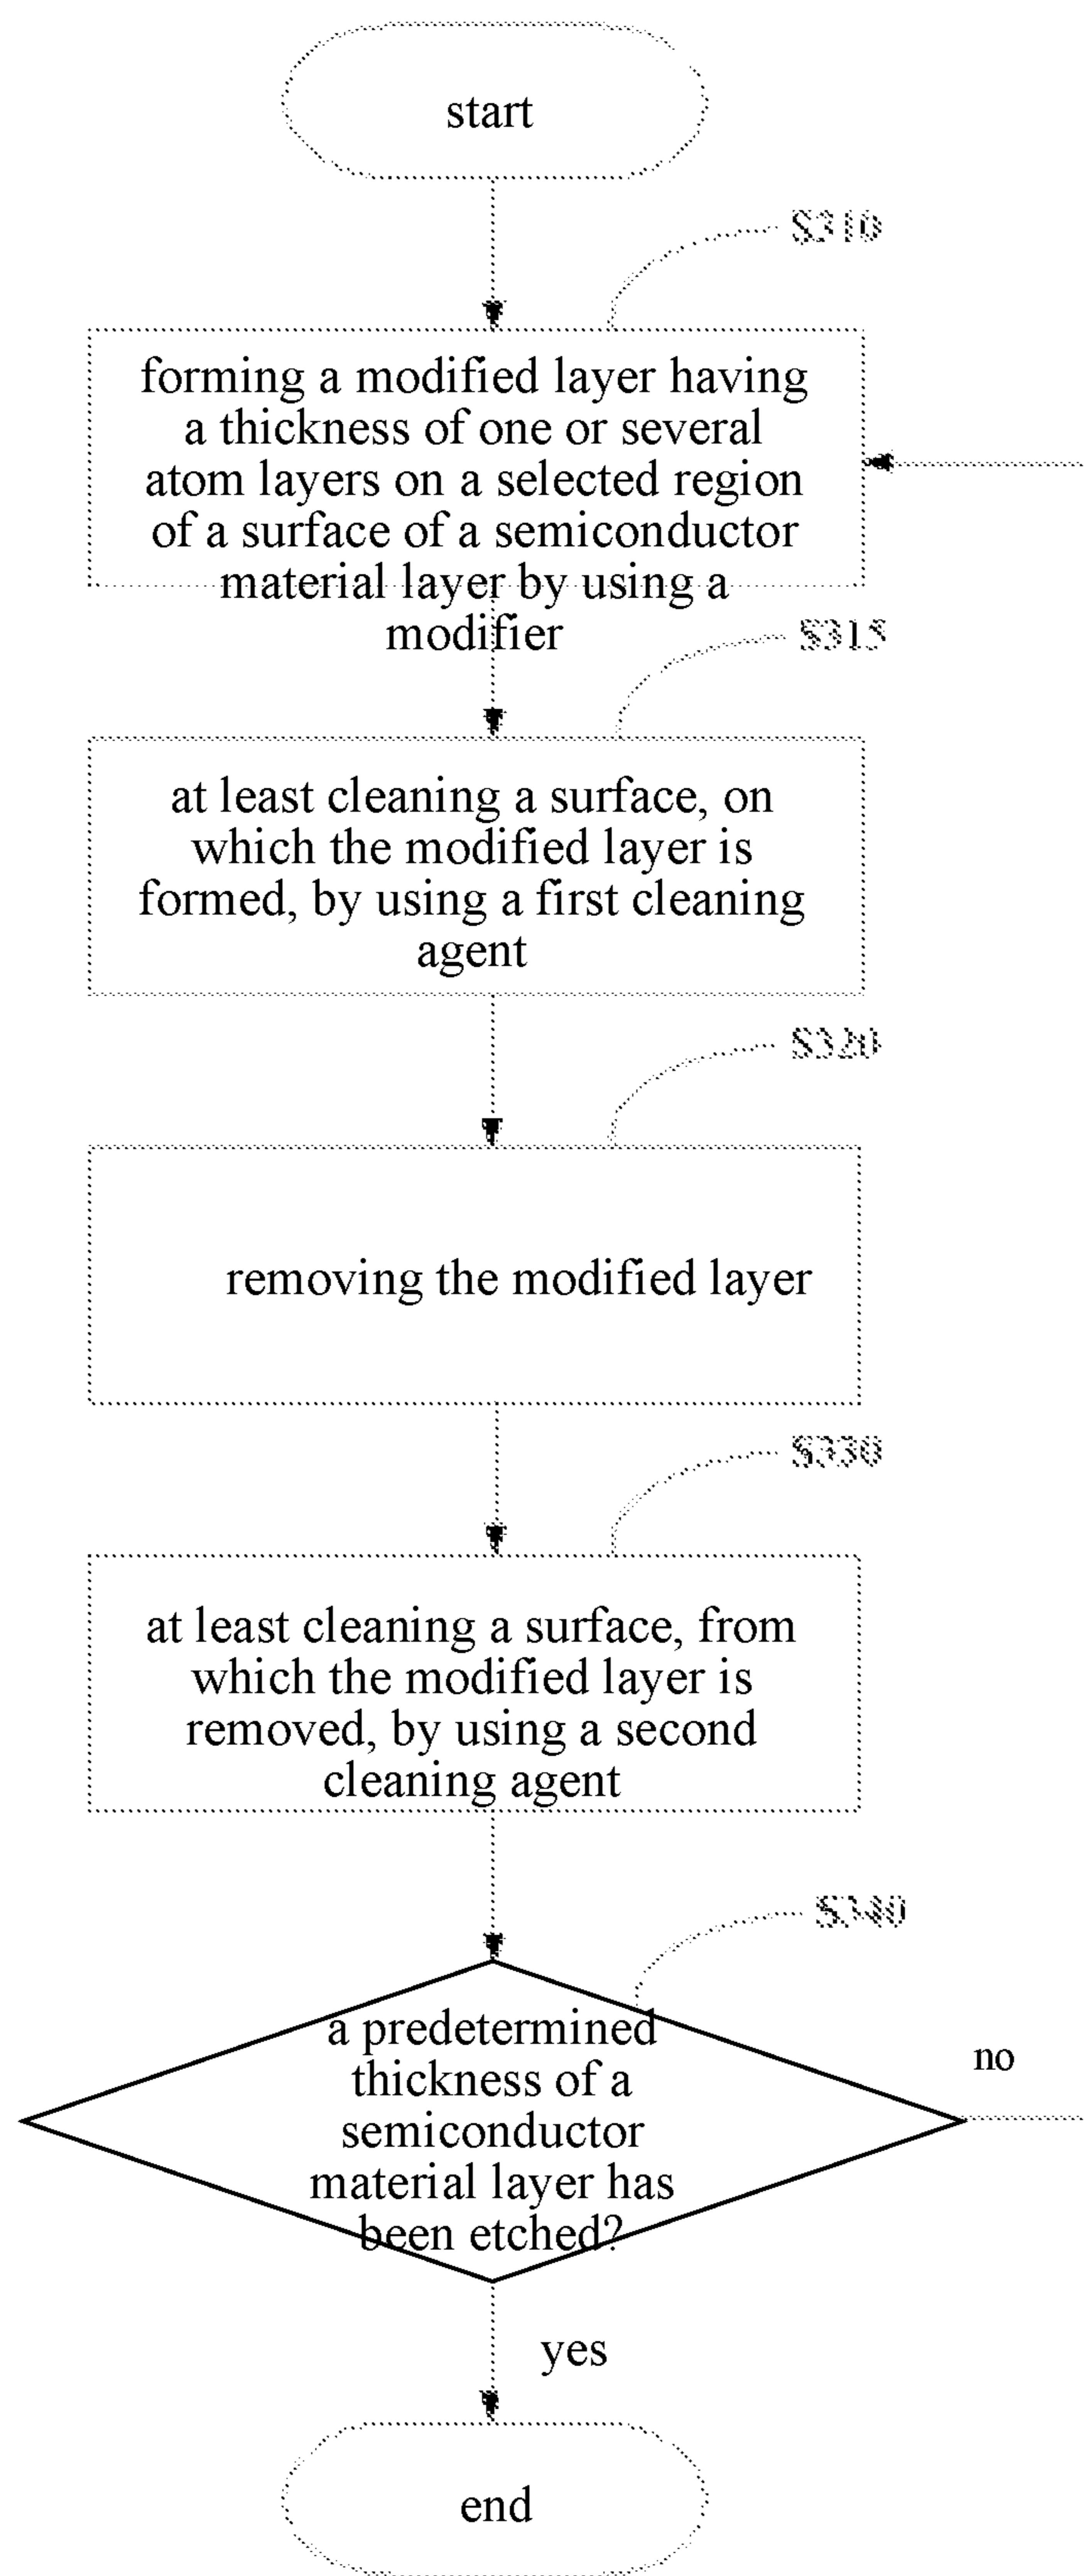 start
S310
forming a modified layer having
a thickness of one or several
atom layers on a selected region
of a surface of a semiconductor
material layer by using a
modifier
S315
at least cleaning a surface, on
which the modified layer is
formed, by using a first cleaning
agent
S320
removing the modified layer
S330
at least cleaning a surface, from
which the modified layer is
removed, by using a second
cleaning agent
S340
a predetermined
thickness of a
semiconductor
material layer has
been etched?
no
yes
end